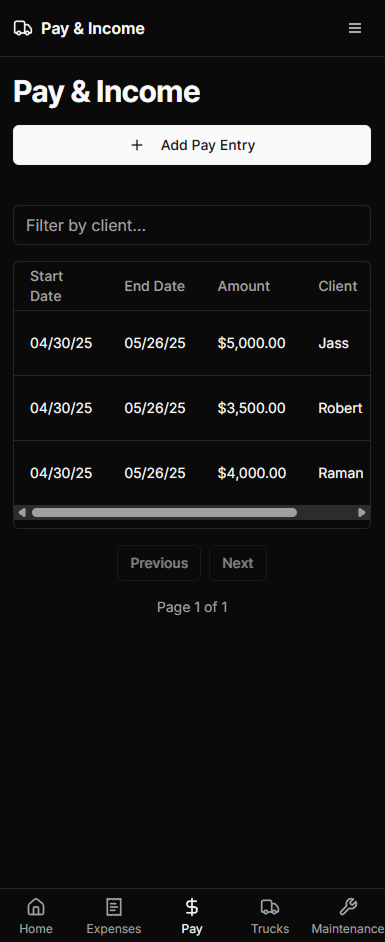 Pay & Income
Pay & Income
Add Pay Entry
Filter by client...
Start Date End Date Amount Client
04/30/25 05/26/25 $5,000.00 Jass
04/30/25 05/26/25 $3,500.00 Robert
04/30/25 05/26/25 $4,000.00 Raman
Previous Next
Page 1 of 1
Home Expenses Pay Trucks Maintenance